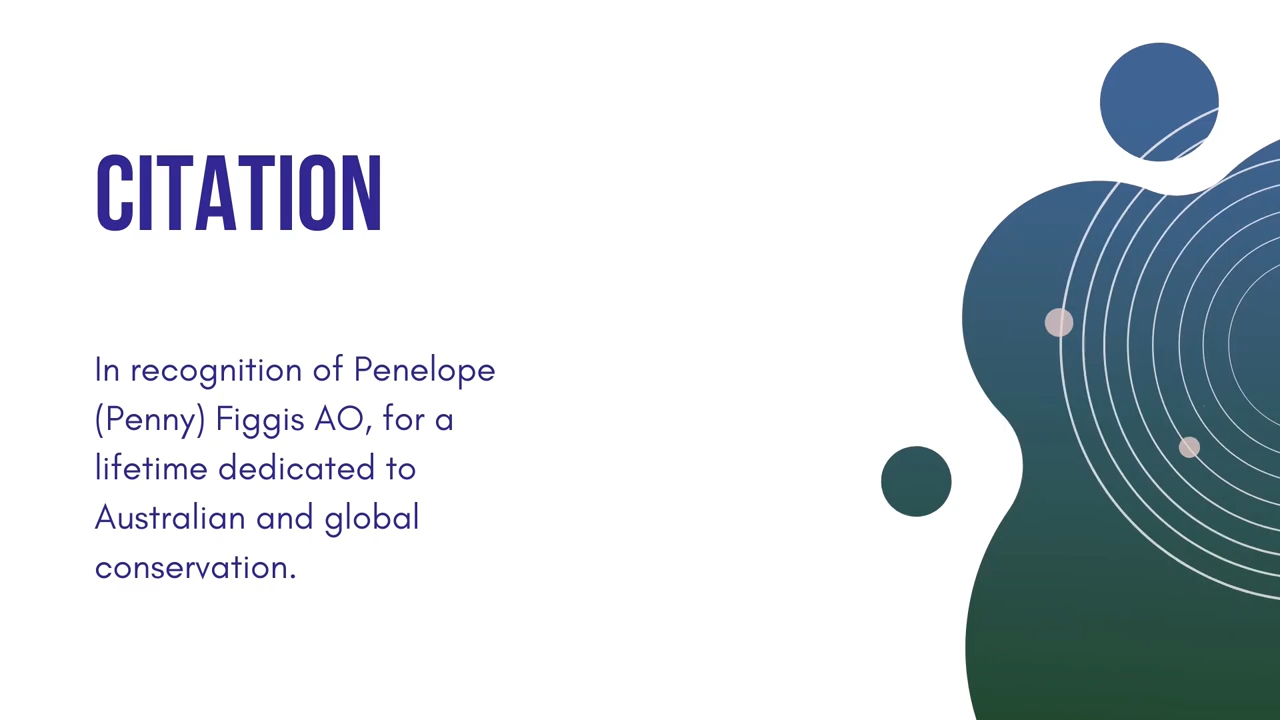 CITATION
In recognition of Penelope
(Penny) Figgis AO, for a
lifetime dedicated to
Australian and global
conservation.